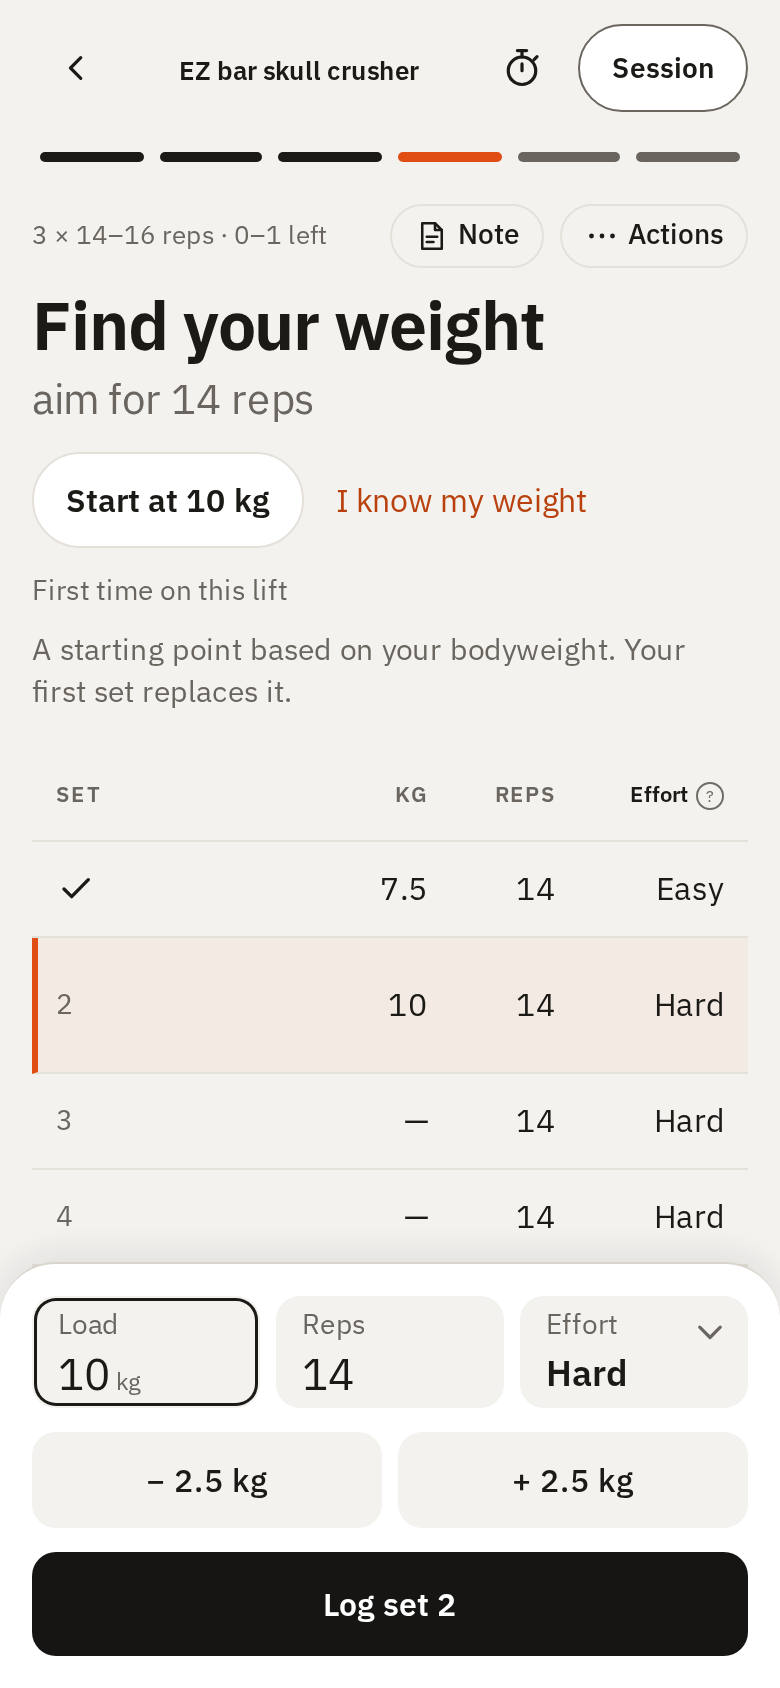 EZ bar skull crusher
Session
3 × 14–16 reps · 0–1 left
Note
Actions
Find your weight
aim for 14 reps
Start at 10 kg
I know my weight
First time on this lift
A starting point based on your bodyweight. Your
first set replaces it.
SET KG REPS Effort ?
7.5 14 Easy
2 10 14 Hard
3 — 14 Hard
4 — 14 Hard
Load Reps Effort
10 kg 14 Hard
– 2.5 kg + 2.5 kg
Log set 2